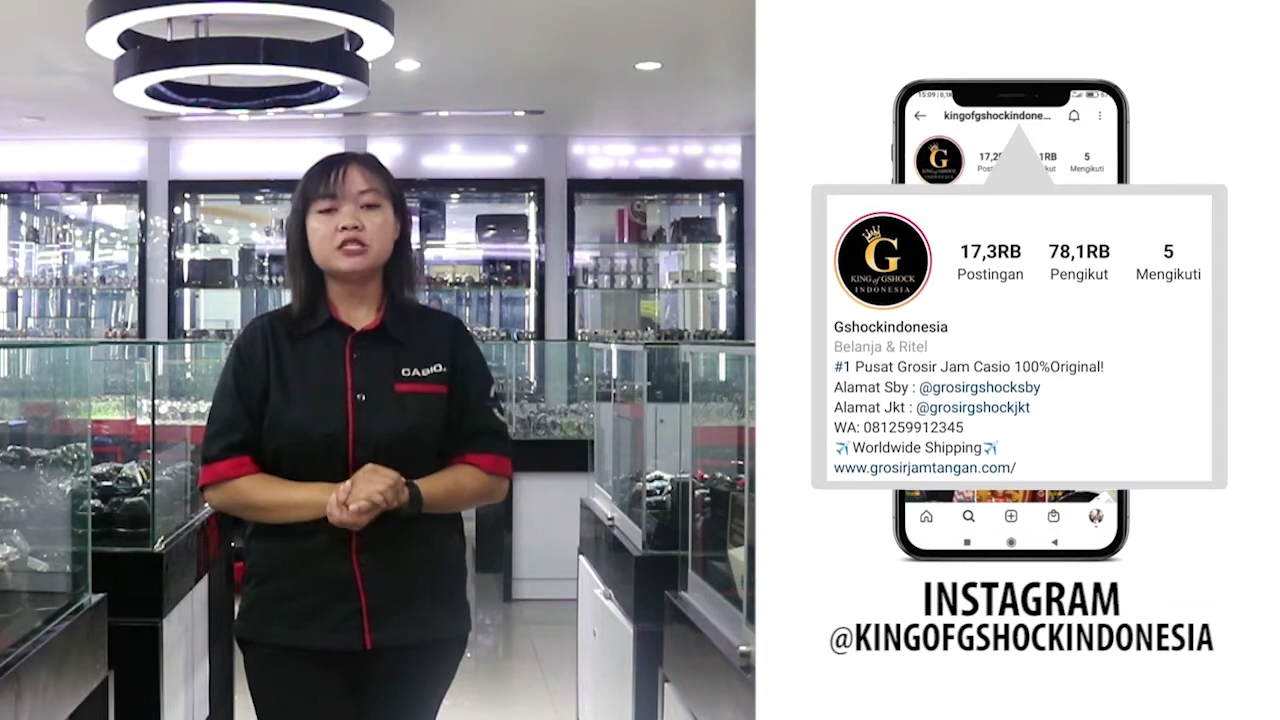 CASIO
kingofgshockindone...
5
Mengikuti
G
KING of GSHOCK
INDONESIA
17,3RB
Postingan
78,1RB
Pengikut
5
Mengikuti
Gshockindonesia
Belanja & Ritel
#1 Pusat Grosir Jam Casio 100%Original!
Alamat Sby : @grosirgshocksby
Alamat Jkt : @grosirgshockjkt
WA: 081259912345
✈️Worldwide Shipping✈️
www.grosirjamtangan.com/
INSTAGRAM
@KINGOFGSHOCKINDONESIA